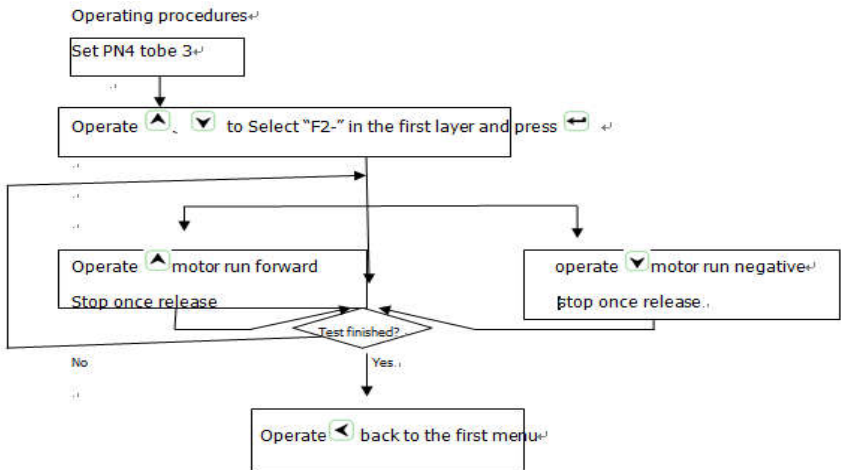 Operating procedures
Set PN4 tobe 3
Operate 、 to Select “F2-” in the first layer and press
Operate motor run forward
Stop once release
operate motor run negative
stop once release.
Test finished?
No
Yes.
Operate back to the first menu